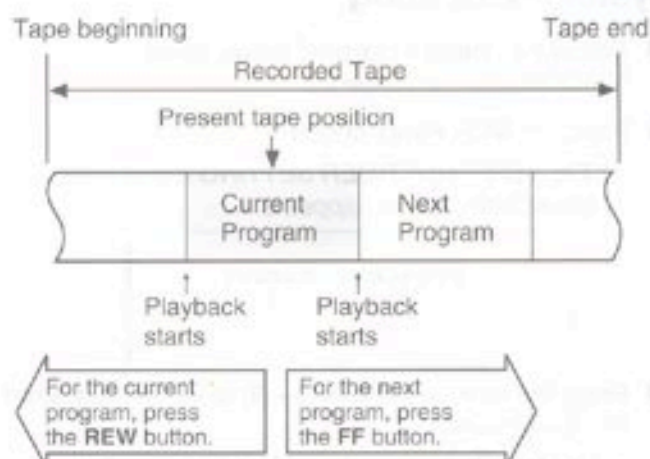 Tape beginning
Tape end
Recorded Tape
Present tape position
Current
Program
Next
Program
↑
Playback
starts
↑
Playback
starts
For the current
program, press
the REW button.
For the next
program, press
the FF button.